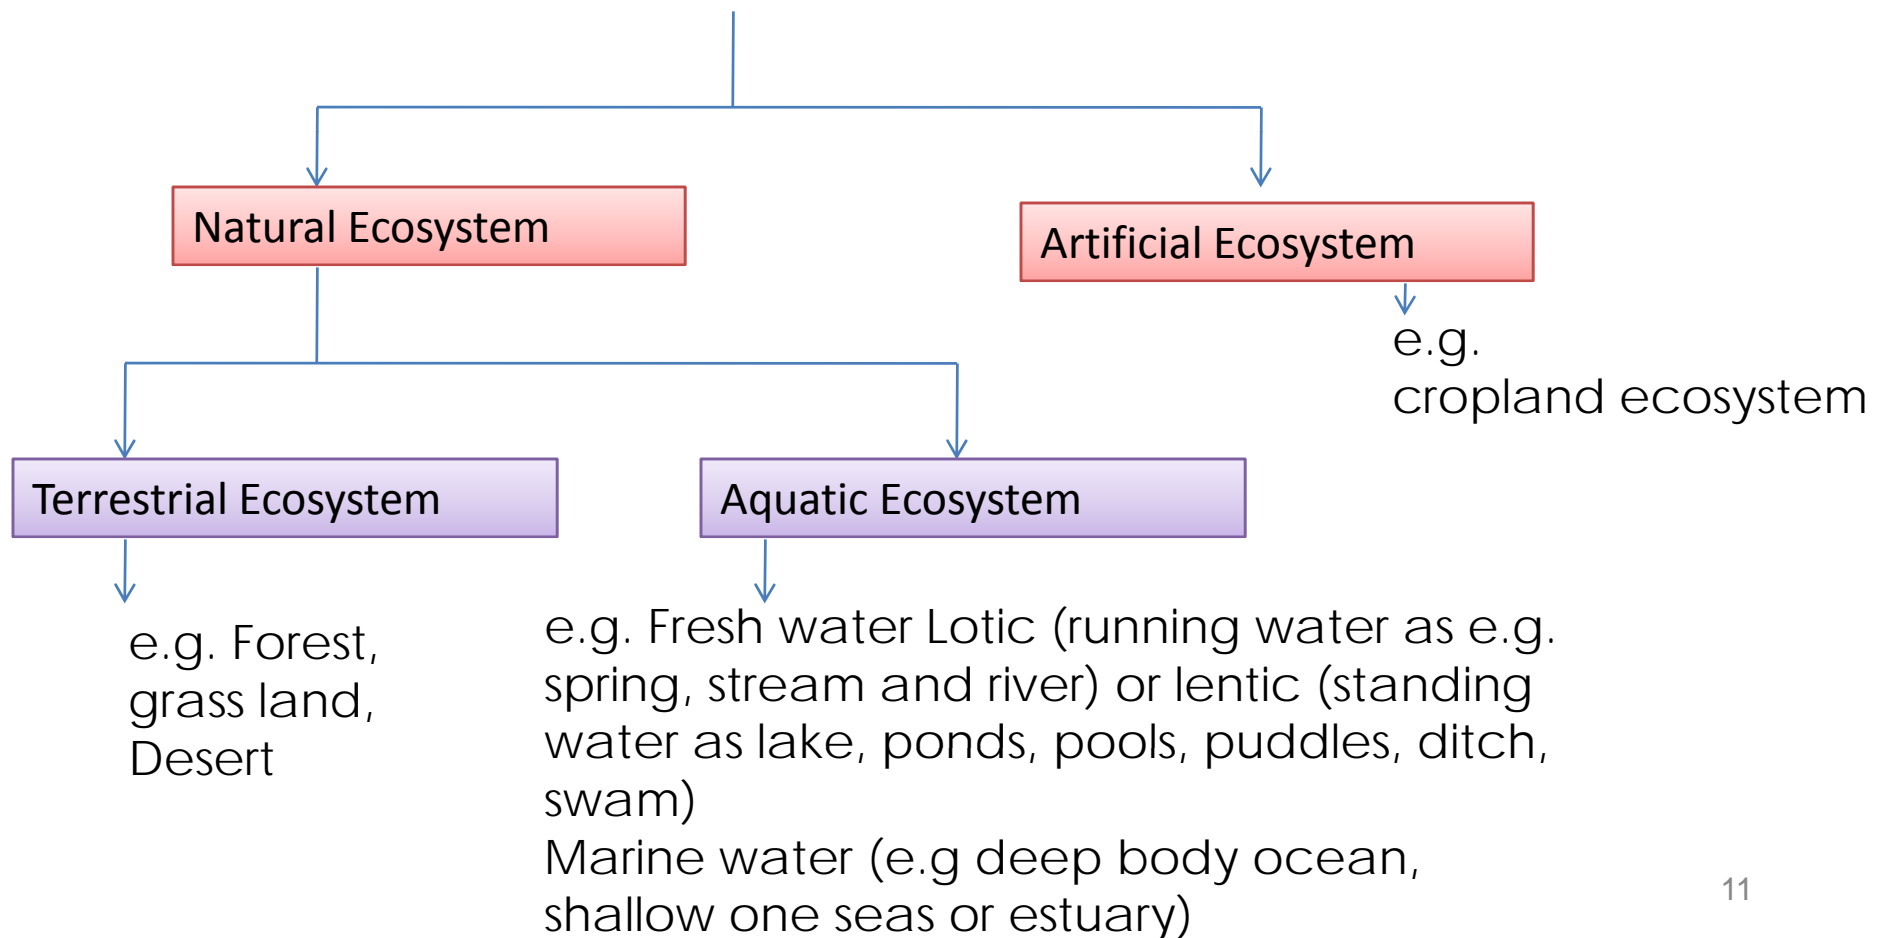 Natural Ecosystem
Artificial Ecosystem
e.g.
cropland ecosystem
Terrestrial Ecosystem
Aquatic Ecosystem
e.g. Forest,
grass land,
Desert
e.g. Fresh water Lotic (running water as e.g.
spring, stream and river) or lentic (standing
water as lake, ponds, pools, puddles, ditch,
swam)
Marine water (e.g deep body ocean,
shallow one seas or estuary)
11